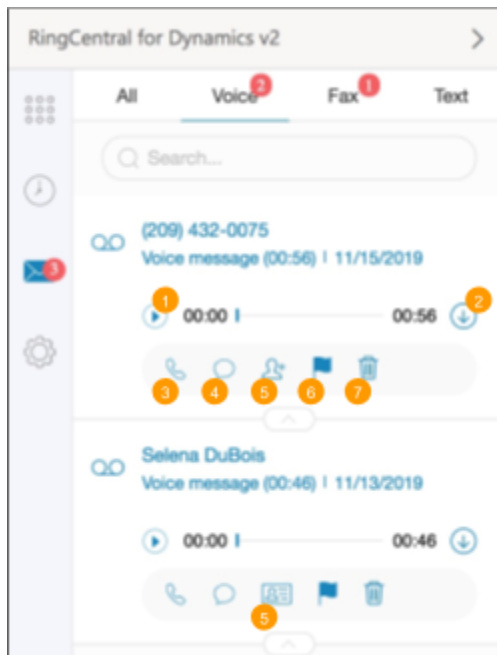 RingCentral for Dynamics v2
All Voice 2 Fax 1 Text
Search...
3
(209) 432-0075
Voice message (00:56) | 11/15/2019
1 2
00:00 00:56
3 4 5 6 7
Selena DuBois
Voice message (00:46) | 11/13/2019
00:00 00:46
5